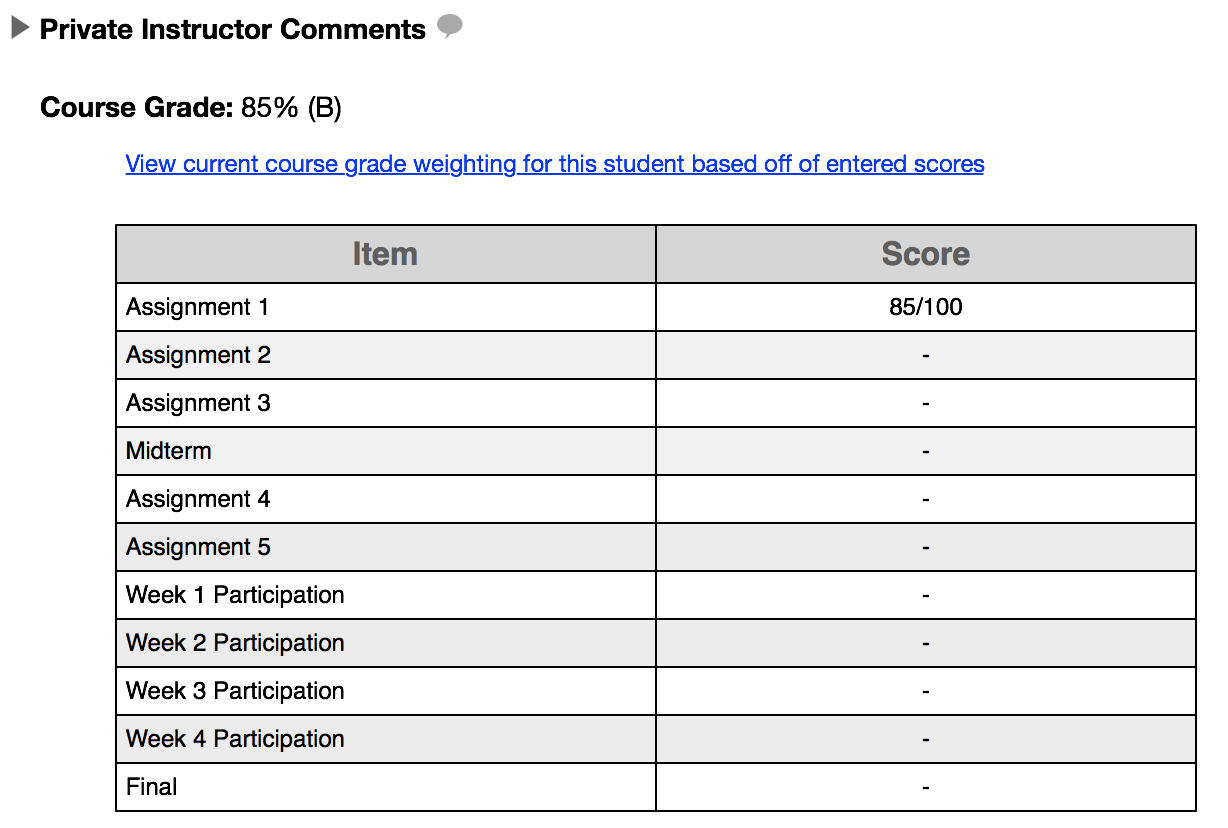 Private Instructor Comments
Course Grade: 85% (B)
View current course grade weighting for this student based off of entered scores
Item Score
Assignment 1 85/100
Assignment 2 -
Assignment 3 -
Midterm -
Assignment 4 -
Assignment 5 -
Week 1 Participation -
Week 2 Participation -
Week 3 Participation -
Week 4 Participation -
Final -